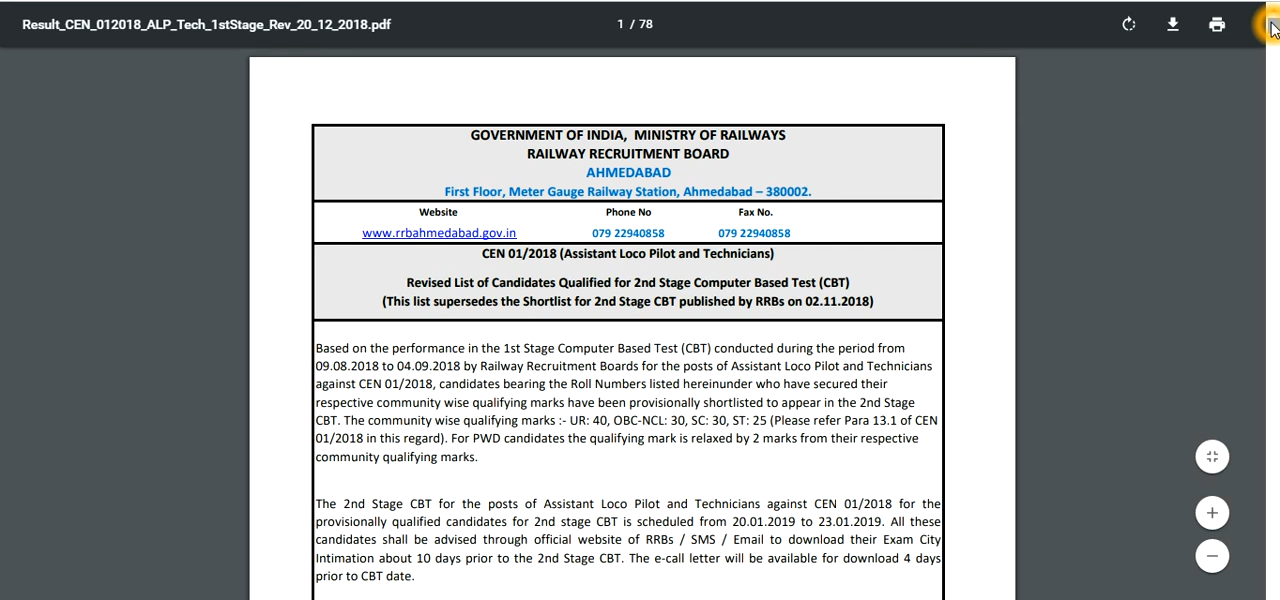 Result_CEN_012018_ALP_Tech_1stStage_Rev_20_12_2018.pdf
1 / 78
GOVERNMENT OF INDIA, MINISTRY OF RAILWAYS
RAILWAY RECRUITMENT BOARD
AHMEDABAD
First Floor, Meter Gauge Railway Station, Ahmedabad – 380002.
Website Phone No Fax No.
www.rrbahmedabad.gov.in 079 22940858 079 22940858
CEN 01/2018 (Assistant Loco Pilot and Technicians)
Revised List of Candidates Qualified for 2nd Stage Computer Based Test (CBT)
(This list supersedes the Shortlist for 2nd Stage CBT published by RRBs on 02.11.2018)
Based on the performance in the 1st Stage Computer Based Test (CBT) conducted during the period from
09.08.2018 to 04.09.2018 by Railway Recruitment Boards for the posts of Assistant Loco Pilot and Technicians
against CEN 01/2018, candidates bearing the Roll Numbers listed hereinunder who have secured their
respective community wise qualifying marks have been provisionally shortlisted to appear in the 2nd Stage
CBT. The community wise qualifying marks :- UR: 40, OBC-NCL: 30, SC: 30, ST: 25 (Please refer Para 13.1 of CEN
01/2018 in this regard). For PWD candidates the qualifying mark is relaxed by 2 marks from their respective
community qualifying marks.
The 2nd Stage CBT for the posts of Assistant Loco Pilot and Technicians against CEN 01/2018 for the
provisionally qualified candidates for 2nd stage CBT is scheduled from 20.01.2019 to 23.01.2019. All these
candidates shall be advised through official website of RRBs / SMS / Email to download their Exam City
Intimation about 10 days prior to the 2nd Stage CBT. The e-call letter will be available for download 4 days
prior to CBT date.